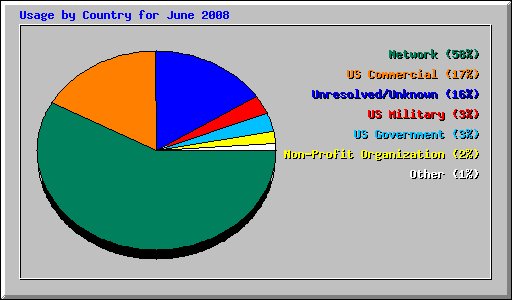 Usage by Country for June 2008
Network (58%)
US Commercial (17%)
Unresolved/Unknown (16%)
US Military (3%)
US Government (3%)
Non-Profit Organization (2%)
Other (1%)